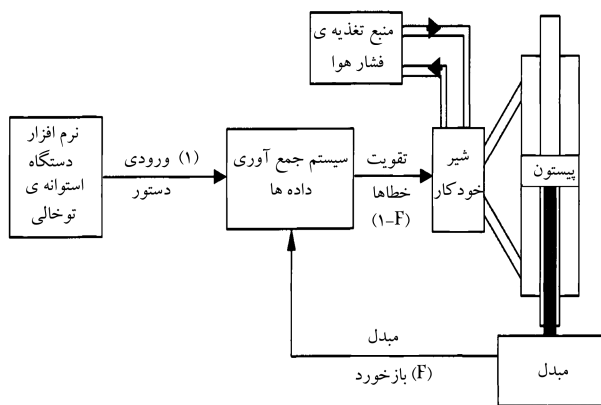 منبع تغذیه ی
فشار هوا
نرم افزار
دستگاه
استوانه ی
توخالی
ورودی (۱)
دستور
سیستم جمع آوری
داده ها
تقویت
خطاها
(۱-F)
شیر
خودکار
پیستون
مبدل
بازخورد (F)
مبدل